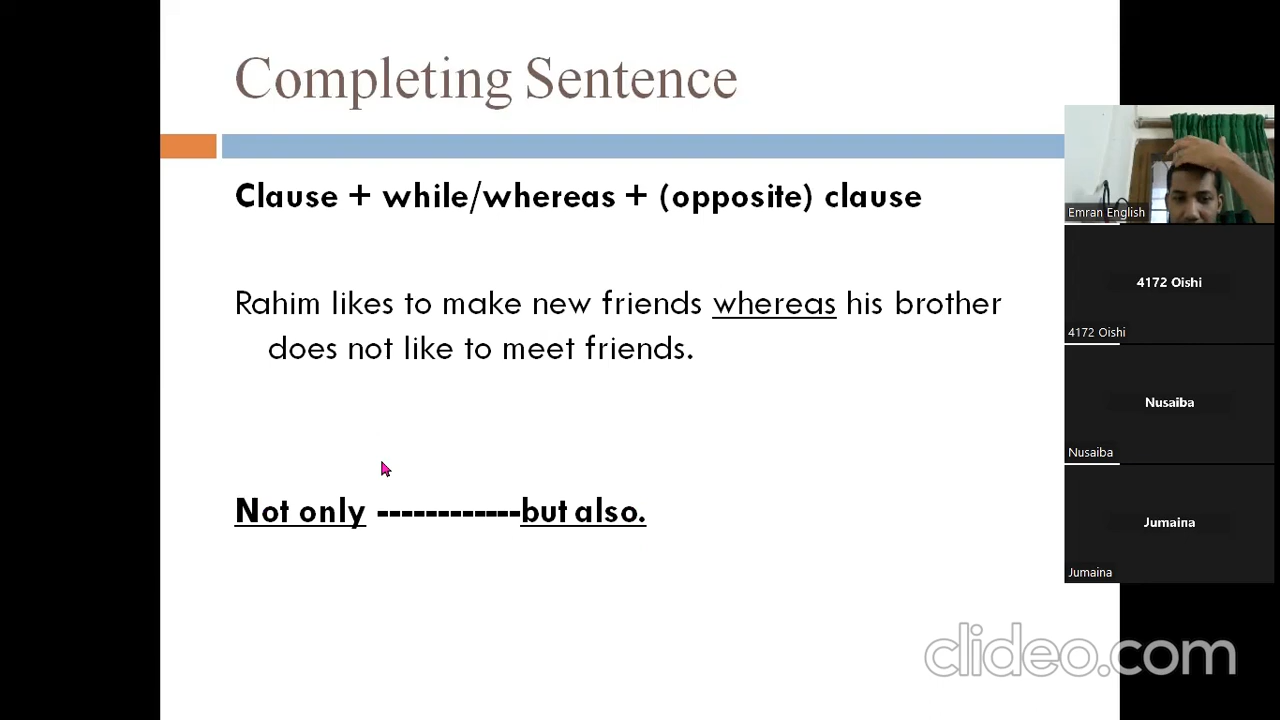 Completing Sentence
Clause + while/whereas + (opposite) clause
Rahim likes to make new friends whereas his brother
does not like to meet friends.
Not only ------------but also.
Emran English
4172 Oishi
4172 Oishi
Nusaiba
Nusaiba
Jumaina
Jumaina
clideo.com